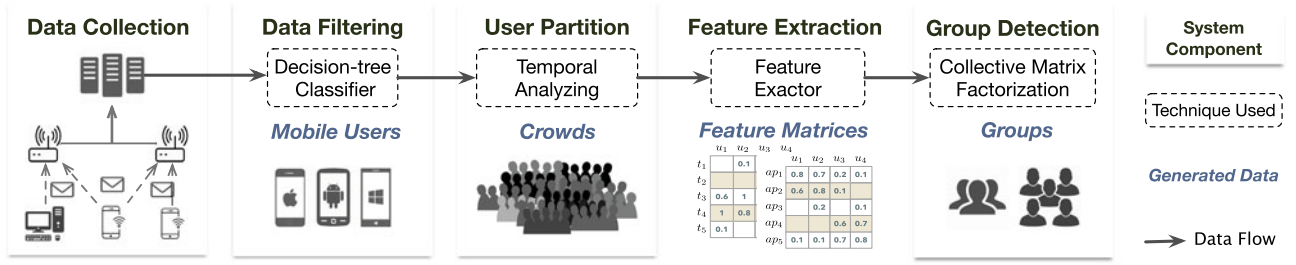 Data Collection
Data Filtering
Decision-tree
Classifier
Mobile Users
User Partition
Temporal
Analyzing
Crowds
Feature Extraction
Feature
Exactor
Feature Matrices
u1 u2 u3 u4
t1 0.1
t2
t3 0.6 1
t4 1 0.8
t5 0.1
u1 u2 u3 u4
ap1 0.8 0.7 0.2 0.1
ap2 0.6 0.8 0.1
ap3 0.2 0.1
ap4 0.6 0.7
ap5 0.1 0.1 0.7 0.8
Group Detection
Collective Matrix
Factorization
Groups
System
Component
Technique Used
Generated Data
Data Flow